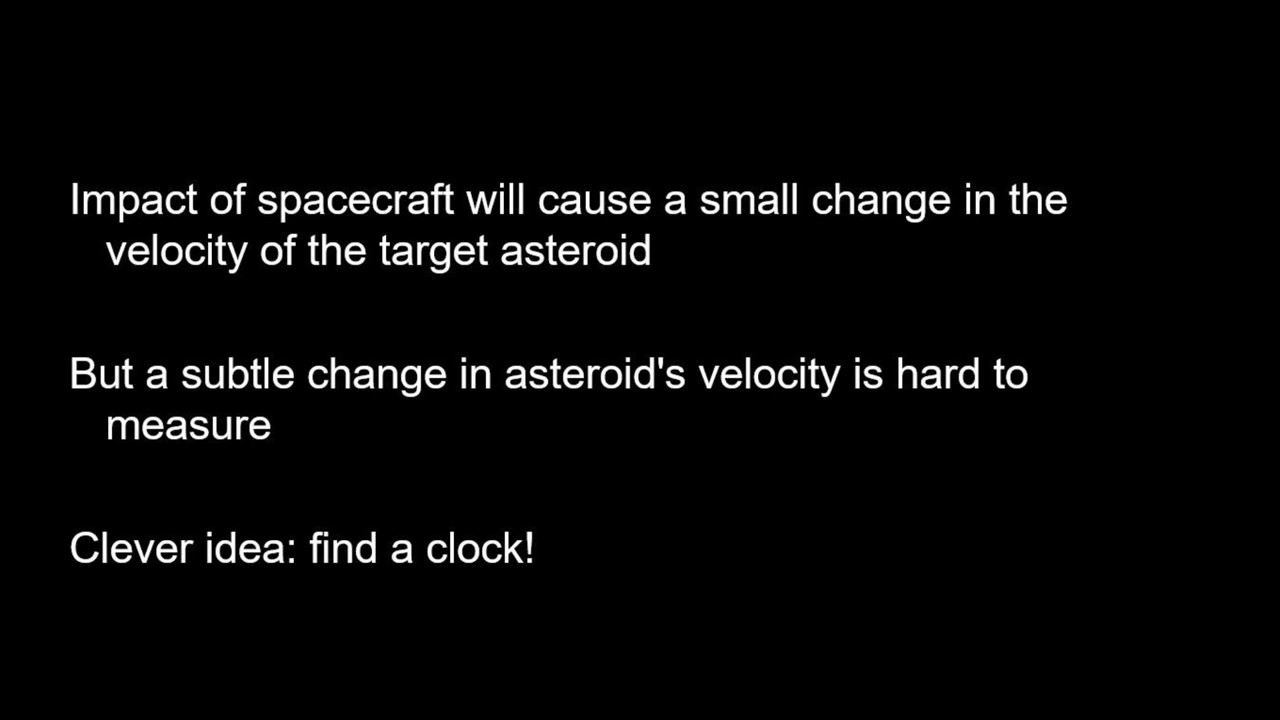 Impact of spacecraft will cause a small change in the
velocity of the target asteroid
But a subtle change in asteroid's velocity is hard to
measure
Clever idea: find a clock!